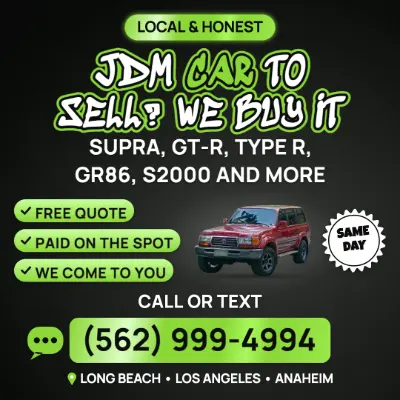 LOCAL & HONEST
JDM CAR TO
SELL? WE BUY IT
SUPRA, GT-R, TYPE R,
GR86, S2000 AND MORE
FREE QUOTE
PAID ON THE SPOT
WE COME TO YOU
SAME
DAY
CALL OR TEXT
(562) 999-4994
LONG BEACH • LOS ANGELES • ANAHEIM